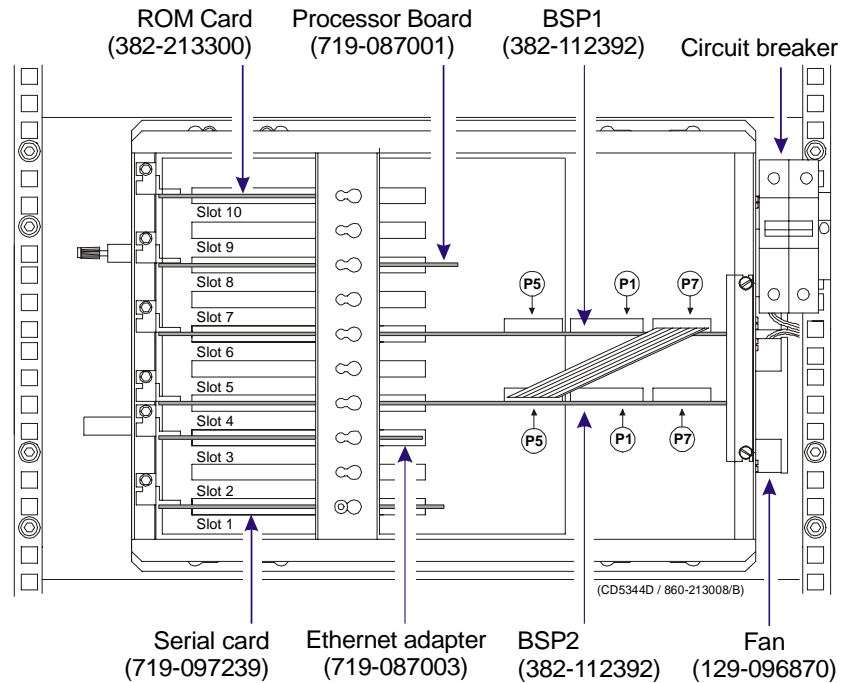 ROM Card
(382-213300)
Processor Board
(719-087001)
BSP1
(382-112392)
Circuit breaker
Slot 10
Slot 9
Slot 8
Slot 7
Slot 6
Slot 5
Slot 4
Slot 3
Slot 2
Slot 1
P5
P1
P7
P5
P1
P7
(CD5344D / 860-213008/B)
Serial card
(719-097239)
Ethernet adapter
(719-087003)
BSP2
(382-112392)
Fan
(129-096870)